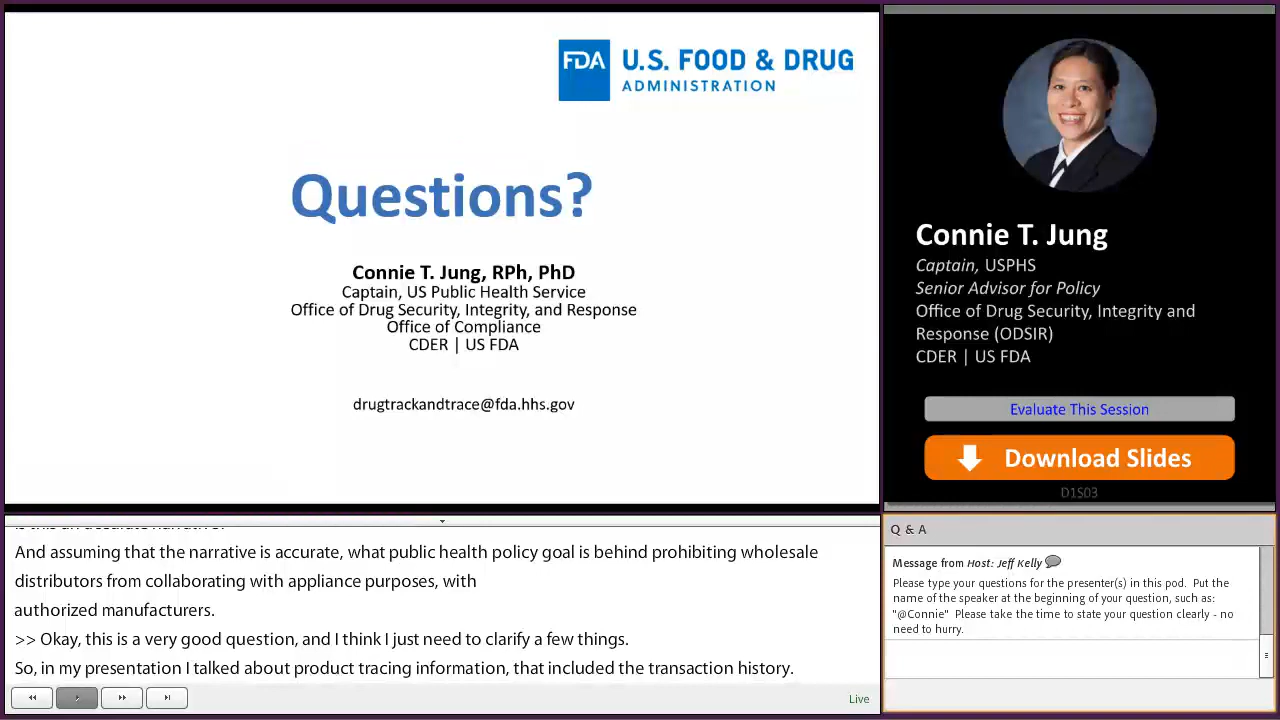 FDA U.S. FOOD & DRUG
ADMINISTRATION
Questions?
Connie T. Jung, RPh, PhD
Captain, US Public Health Service
Office of Drug Security, Integrity, and Response
Office of Compliance
CDER | US FDA
drugtrackandtrace@fda.hhs.gov
Connie T. Jung
Captain, USPHS
Senior Advisor for Policy
Office of Drug Security, Integrity and
Response (ODSIR)
CDER | US FDA
Evaluate This Session
Download Slides
D1S03
And assuming that the narrative is accurate, what public health policy goal is behind prohibiting wholesale
distributors from collaborating with appliance purposes, with
authorized manufacturers.
>> Okay, this is a very good question, and I think I just need to clarify a few things.
So, in my presentation I talked about product tracing information, that included the transaction history.
Live
Q & A
Message from Host: Jeff Kelly
Please type your questions for the presenter(s) in this pod. Put the
name of the speaker at the beginning of your question, such as:
"@Connie" Please take the time to state your question clearly - no
need to hurry.